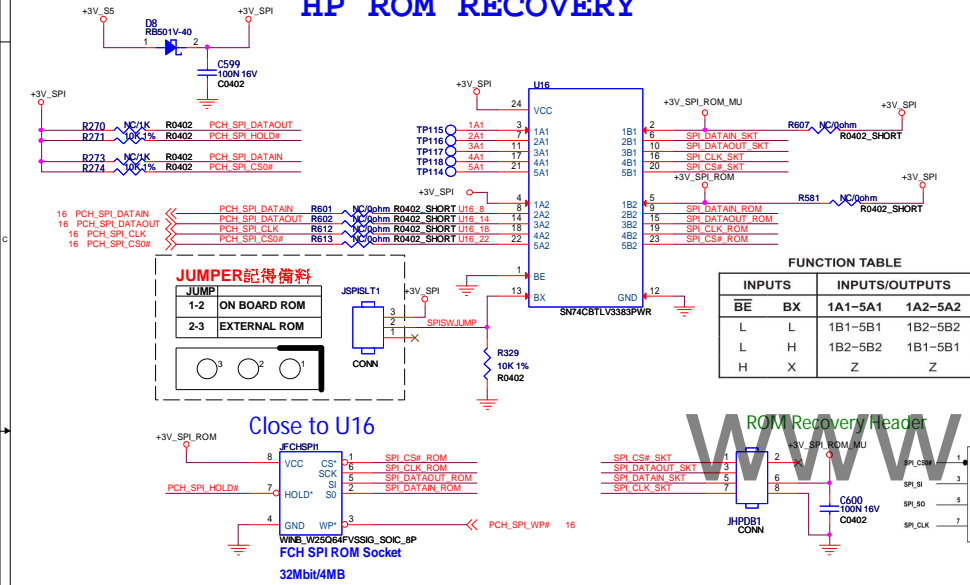 HP ROM RECOVERY
+3V_S5
+3V_SPI
D8
RB501V-40
1
2
C599
100N 16V
C0402
+3V_SPI
R270 NC/1K R0402 PCH_SPI_DATAOUT
R271 10K 1% R0402 PCH_SPI_HOLD#
R273 NC/1K R0402 PCH_SPI_DATAIN
R274 10K 1% R0402 PCH_SPI_CS0#
+3V_SPI
U16
24 VCC
TP115 1A1 3 1A1
TP116 2A1 7 2A1
TP117 3A1 11 3A1
TP118 4A1 17 4A1
TP114 5A1 21 5A1
1B1 2
2B1 6 SPI_DATAIN_SKT
3B1 10 SPI_DATAOUT_SKT
4B1 16 SPI_CLK_SKT
5B1 20 SPI_CS#_SKT
+3V_SPI_ROM_MU
R607 NC/0ohm
R0402_SHORT
+3V_SPI
+3V_SPI
+3V_SPI_ROM
+3V_SPI
R581 NC/0ohm
R0402_SHORT
4 1A2
16 PCH_SPI_DATAIN PCH_SPI_DATAIN R601 NC/0ohm R0402_SHORT U16_8 8 2A2
16 PCH_SPI_DATAOUT PCH_SPI_DATAOUT R602 NC/0ohm R0402_SHORT U16_14 14 3A2
16 PCH_SPI_CLK PCH_SPI_CLK R612 NC/0ohm R0402_SHORT U16_18 18 4A2
16 PCH_SPI_CS0# PCH_SPI_CS0# R613 NC/0ohm R0402_SHORT U16_22 22 5A2
1B2 5
2B2 9 SPI_DATAIN_ROM
3B2 15 SPI_DATAOUT_ROM
4B2 19 SPI_CLK_ROM
5B2 23 SPI_CS#_ROM
1 BE
13 BX
GND 12
SN74CBTLV3383PWR
C
JUMPER記得備料
JUMP
1-2 ON BOARD ROM
2-3 EXTERNAL ROM
3 2 1
JSPISLT1
+3V_SPI
3
2
1
CONN
SPISWJUMP
R329
10K 1%
R0402
FUNCTION TABLE
INPUTS INPUTS/OUTPUTS
BE BX 1A1–5A1 1A2–5A2
L L 1B1–5B1 1B2–5B2
L H 1B2–5B2 1B1–5B1
H X Z Z
Close to U16
+3V_SPI_ROM
JFCHSPI1
8 VCC
PCH_SPI_HOLD# 7 HOLD*
4 GND
CS* 1 SPI_CS#_ROM
SCK 6 SPI_CLK_ROM
SI 5 SPI_DATAOUT_ROM
S0 2 SPI_DATAIN_ROM
WP* 3 PCH_SPI_WP# 16
WINB_W25Q64FVSSIG_SOIC_8P
FCH SPI ROM Socket
32Mbit/4MB
WWW
ROM Recovery Header
+3V_SPI_ROM_MU
SPI_CS#_SKT 1 2
SPI_DATAOUT_SKT 3
SPI_DATAIN_SKT 5 6
SPI_CLK_SKT 7 8
JHPDB1
CONN
C600
100N 16V
C0402
SPI_CS0# 1
SPI_SI 3
SPI_SO 5
SPI_CLK 7